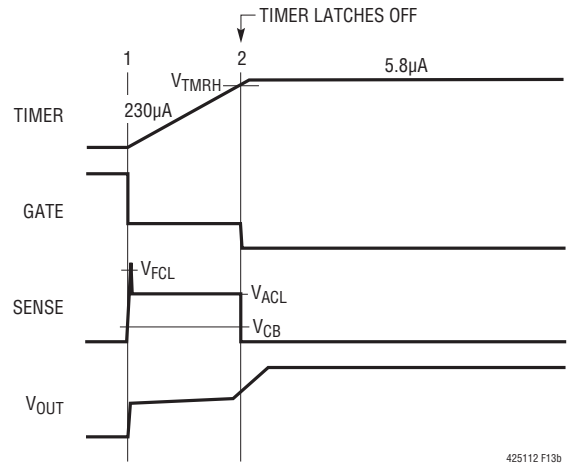 TIMER LATCHES OFF
1
2
5.8µA
VTMRH
TIMER
230µA
GATE
VFCL
VACL
SENSE
VCB
VOUT
425112 F13b